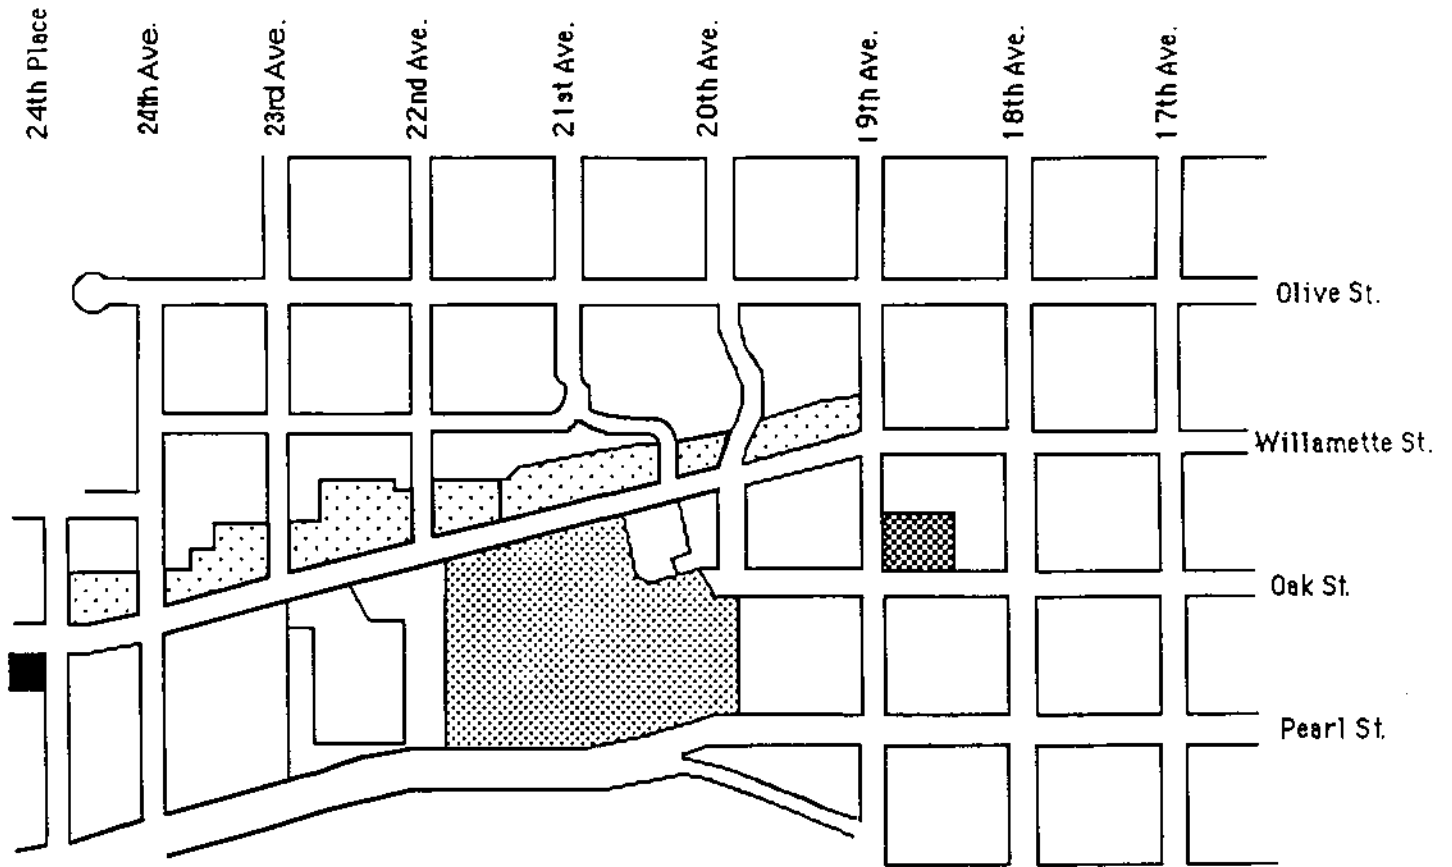 24th Place
24th Ave.
23rd Ave.
22nd Ave.
21st Ave.
20th Ave.
19th Ave.
18th Ave.
17th Ave.
Olive St.
Willamette St.
Oak St.
Pearl St.